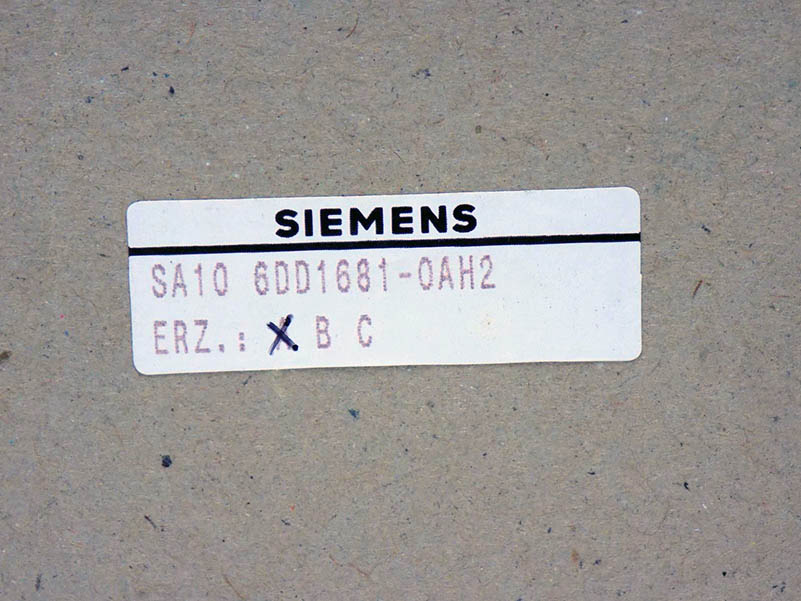 SIEMENS
SA10 6DD1681-0AH2
ERZ.: X B C